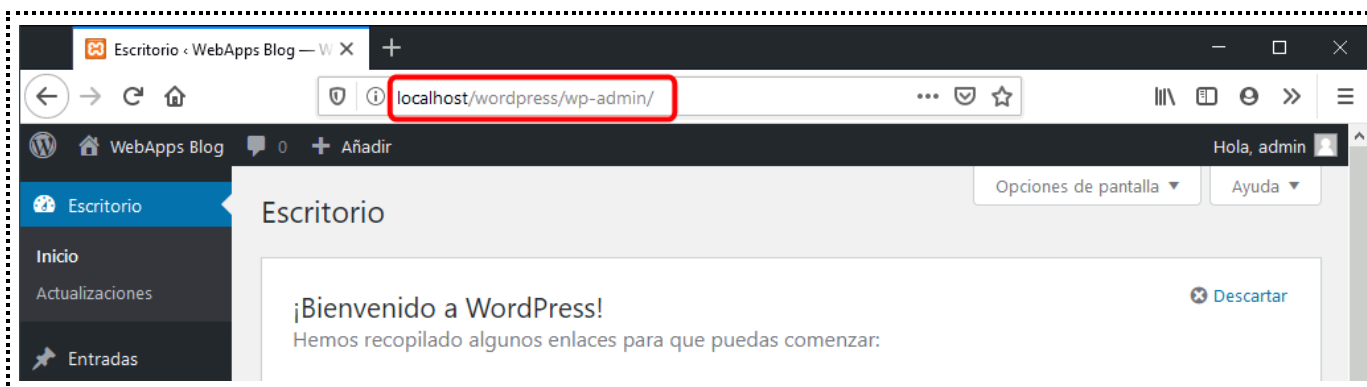 Escritorio ‹ WebApps Blog — W
localhost/wordpress/wp-admin/
WebApps Blog 0 Añadir Hola, admin
Opciones de pantalla Ayuda
Escritorio
Escritorio
Inicio
Actualizaciones
Entradas
¡Bienvenido a WordPress!
Descartar
Hemos recopilado algunos enlaces para que puedas comenzar: